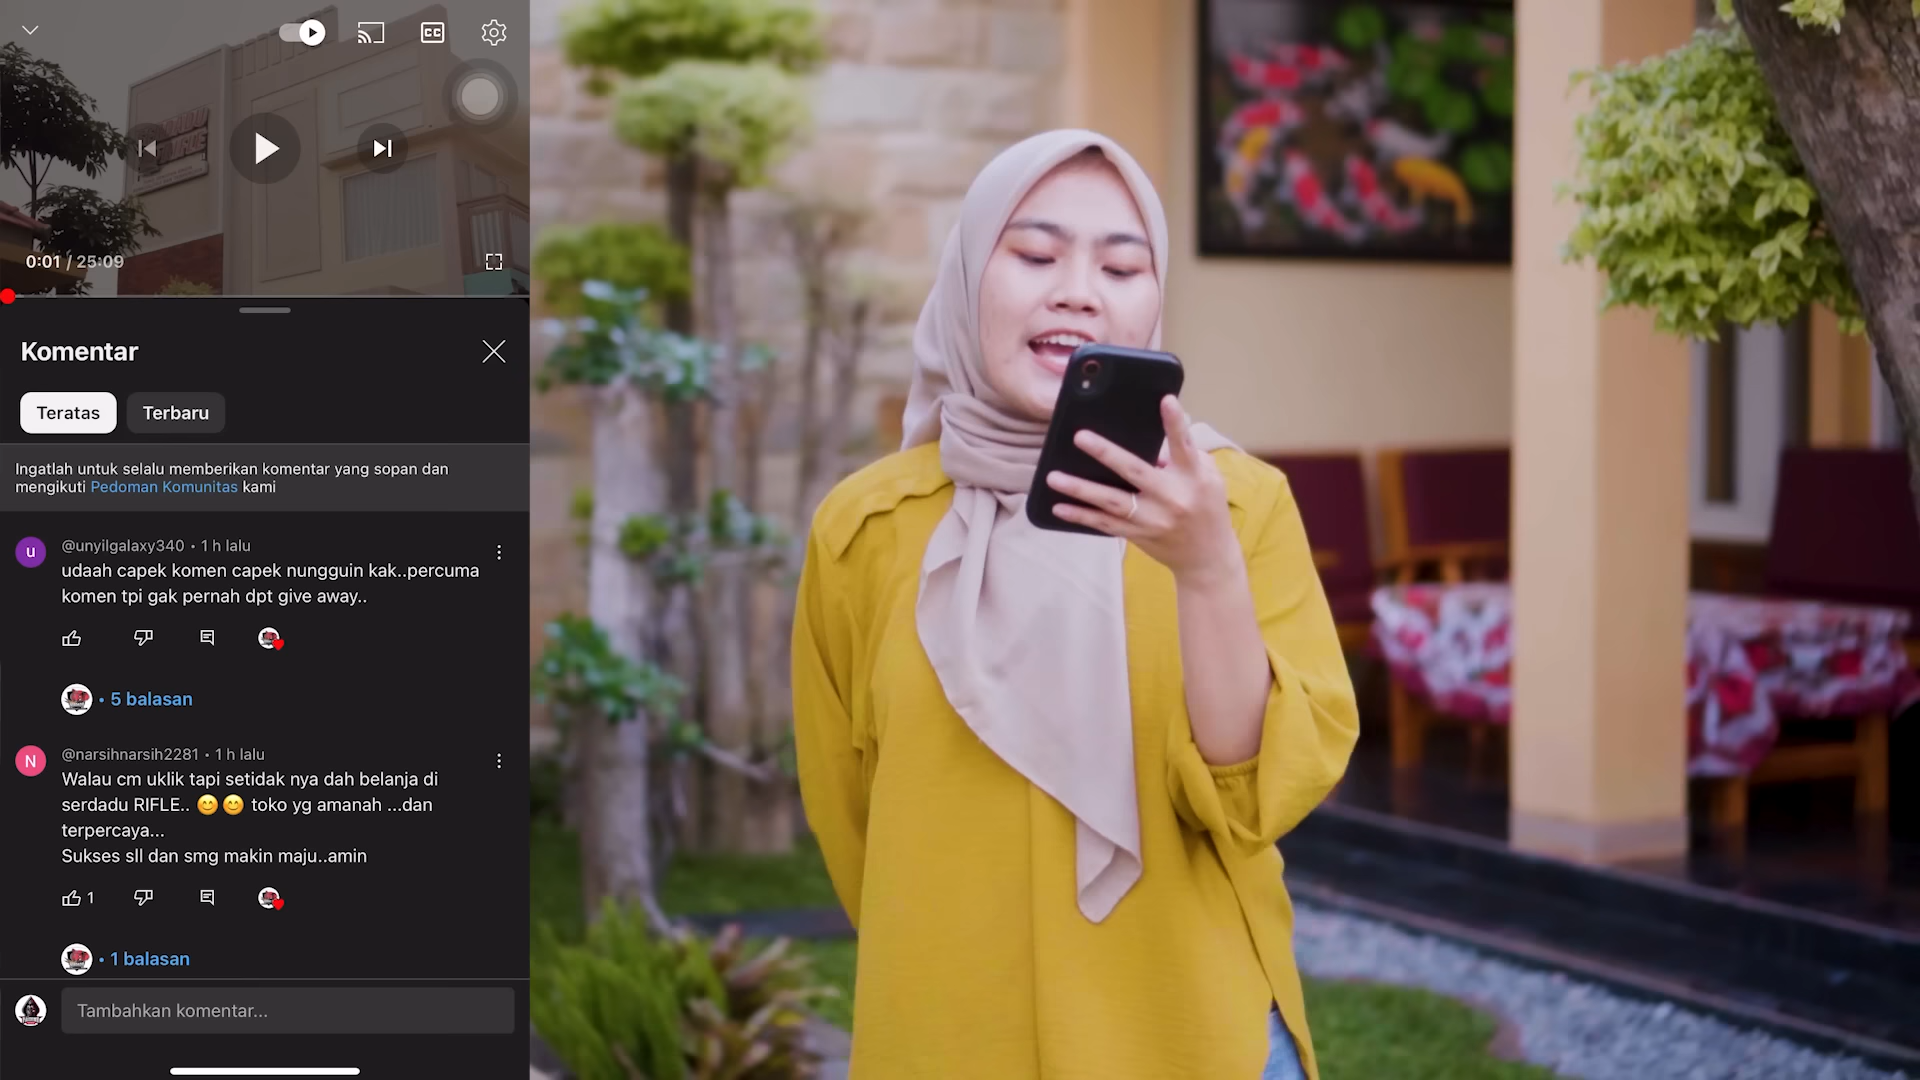 CC
0:01 / 25:09
Komentar
Teratas
Terbaru
Ingatlah untuk selalu memberikan komentar yang sopan dan
mengikuti Pedoman Komunitas kami
u
@unyilgalaxy340 • 1 h lalu
udaah capek komen capek nungguin kak..percuma
komen tpi gak pernah dpt give away..
• 5 balasan
N
@narsihnarsih2281 • 1 h lalu
Walau cm uklik tapi setidak nya dah belanja di
serdadu RIFLE.. 😊😊 toko yg amanah ...dan
terpercaya...
Sukses sll dan smg makin maju..amin
1
• 1 balasan
Tambahkan komentar...